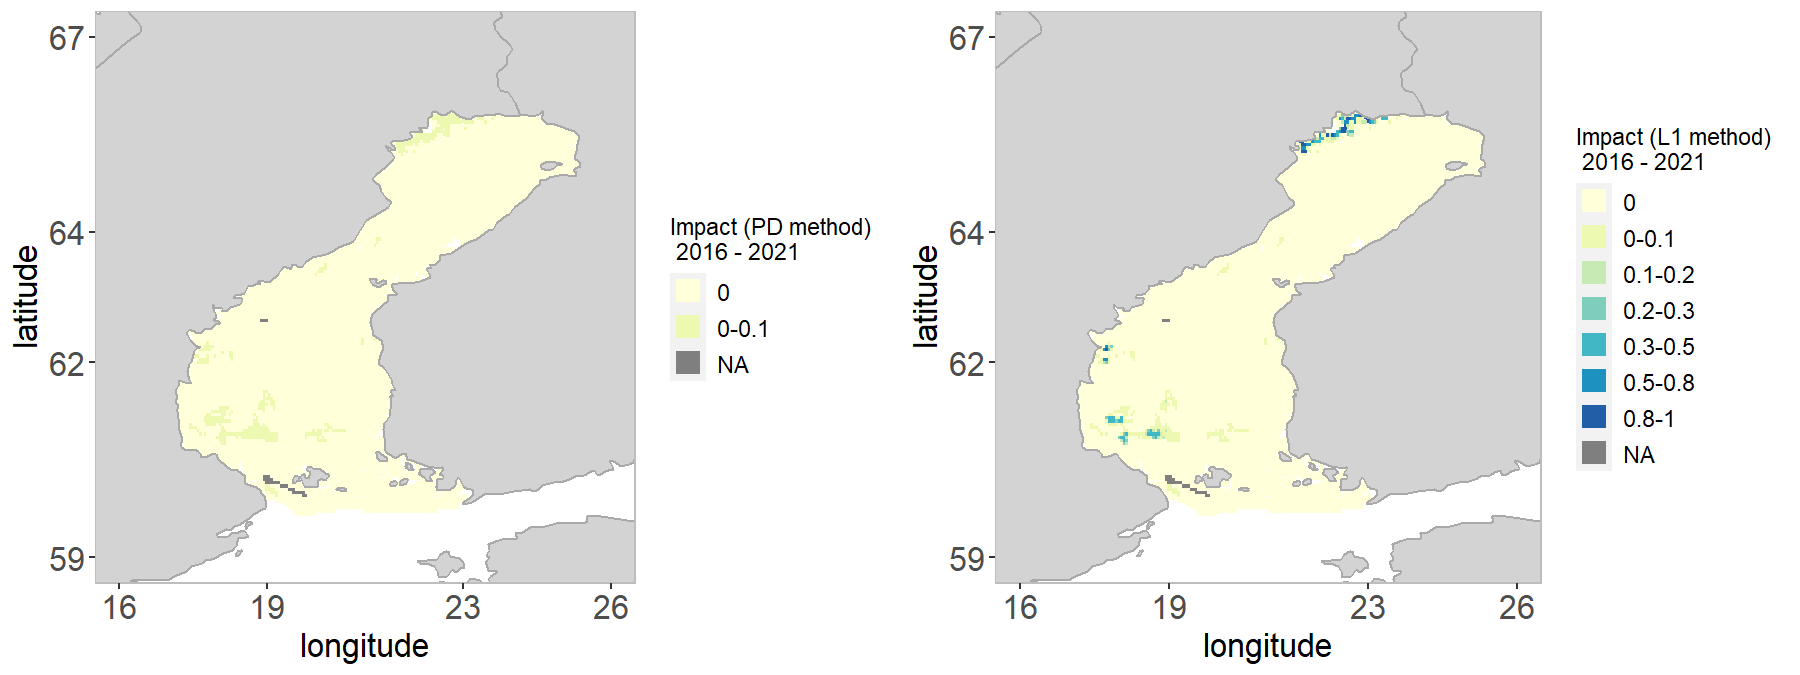 67
64
62
59
latitude
16
19
23
26
longitude
Impact (PD method)
2016 - 2021
0
0-0.1
NA
67
64
62
59
latitude
16
19
23
26
longitude
Impact (L1 method)
2016 - 2021
0
0-0.1
0.1-0.2
0.2-0.3
0.3-0.5
0.5-0.8
0.8-1
NA